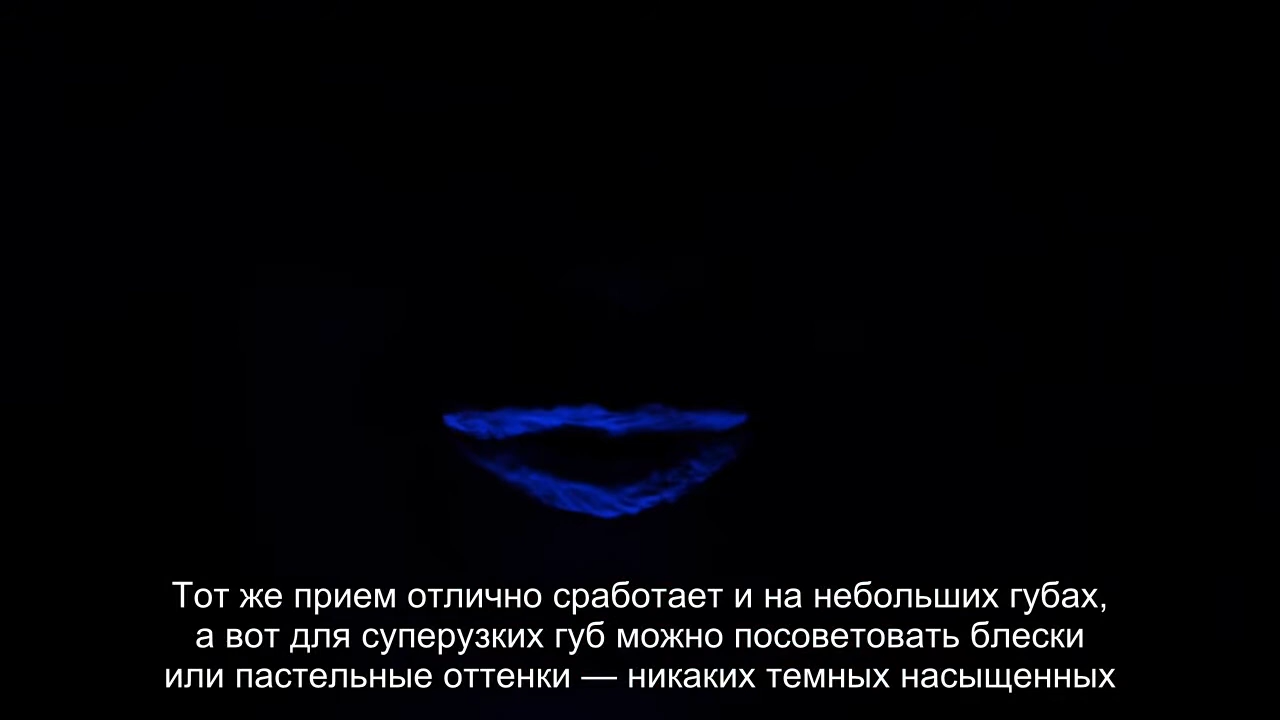 Тот же прием отлично сработает и на небольших губах,
а вот для суперузких губ можно посоветовать блески
или пастельные оттенки — никаких темных насыщенных